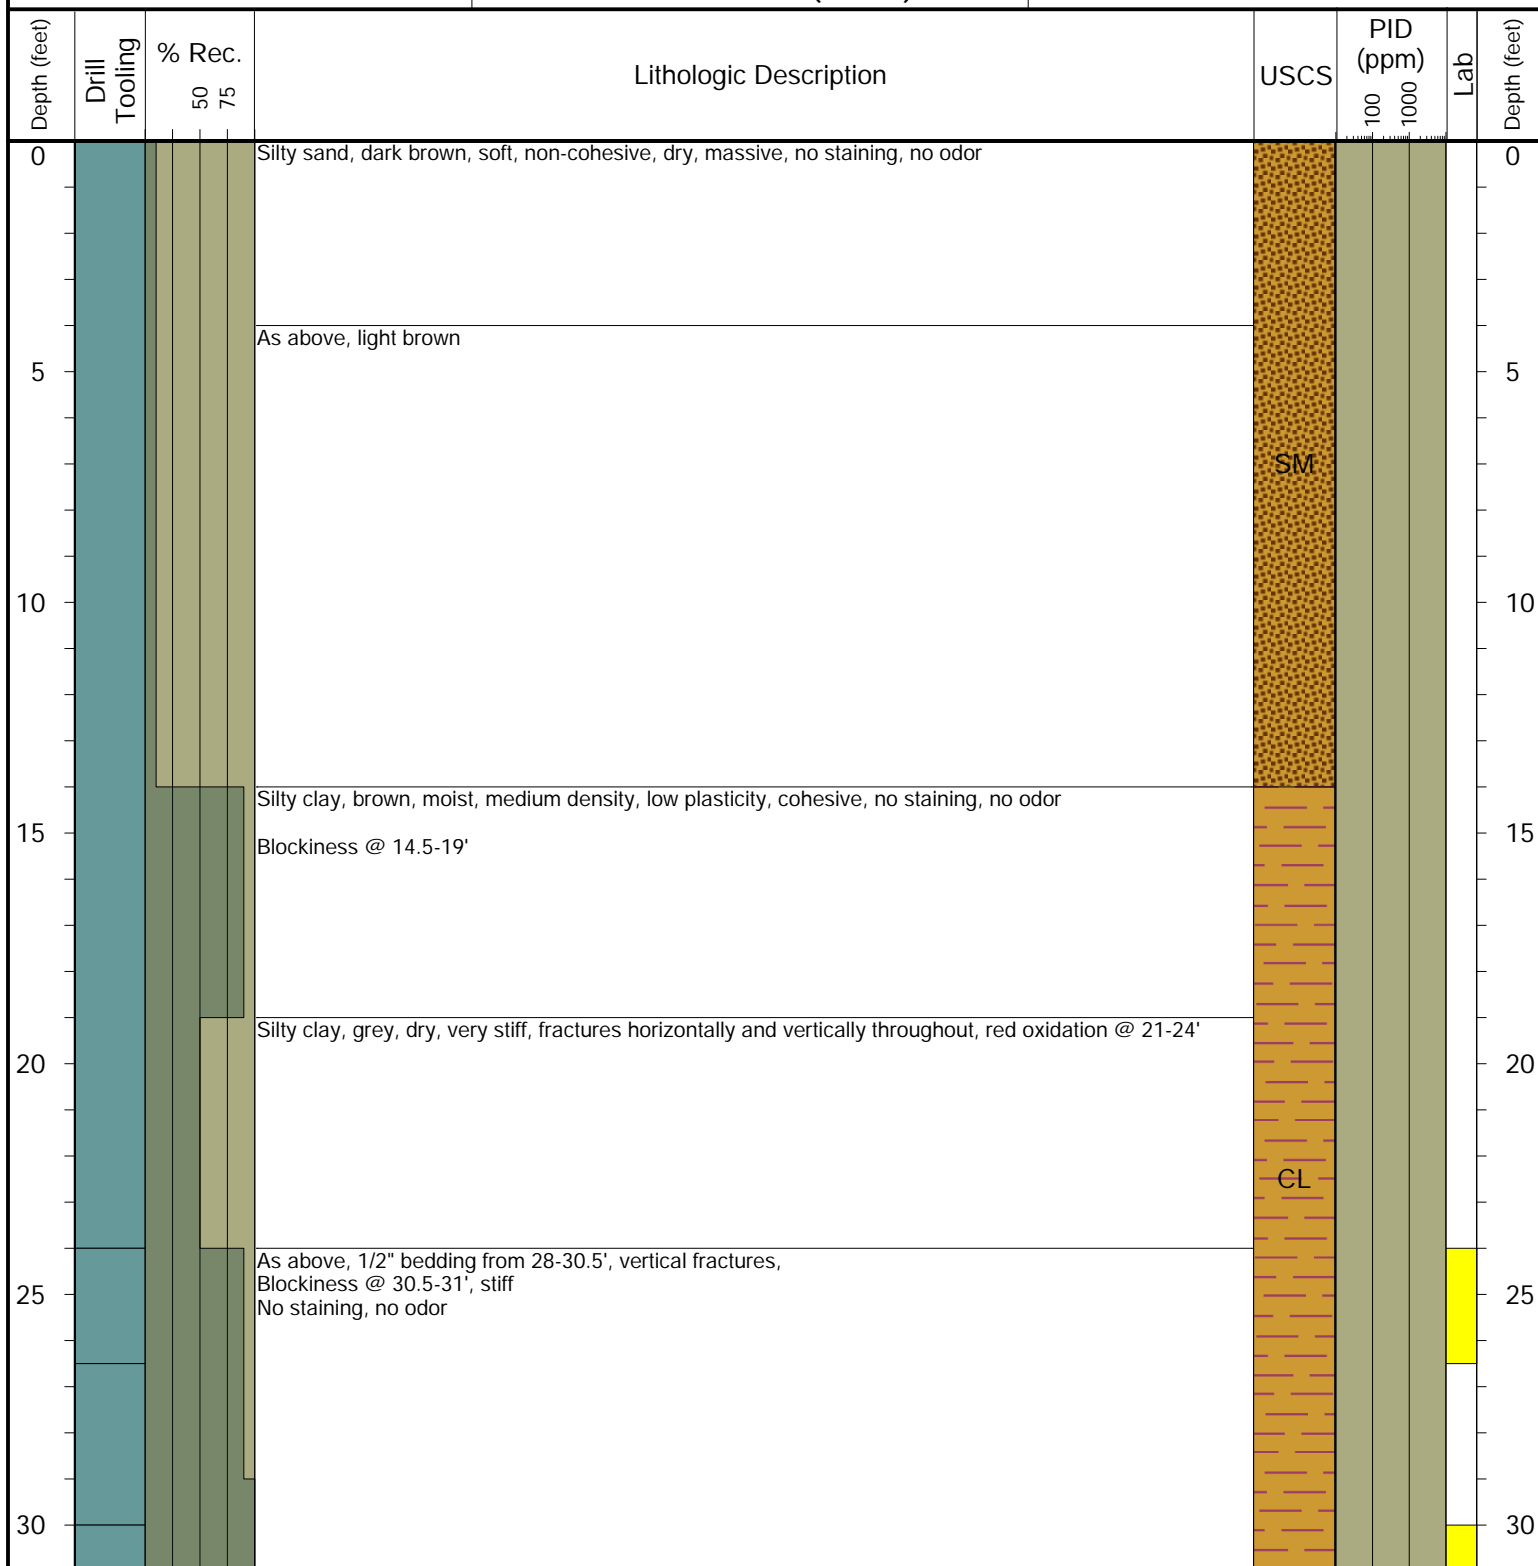 Depth (feet)
Drill
Tooling
% Rec.
50
75
Lithologic Description
USCS
PID
(ppm)
100
1000
Lab
Depth (feet)
0
Silty sand, dark brown, soft, non-cohesive, dry, massive, no staining, no odor
0
As above, light brown
5
5
SM
10
10
Silty clay, brown, moist, medium density, low plasticity, cohesive, no staining, no odor
15
Blockiness @ 14.5-19'
15
Silty clay, grey, dry, very stiff, fractures horizontally and vertically throughout, red oxidation @ 21-24'
20
20
CL
As above, 1/2" bedding from 28-30.5', vertical fractures,
Blockiness @ 30.5-31', stiff
25
No staining, no odor
25
30
30